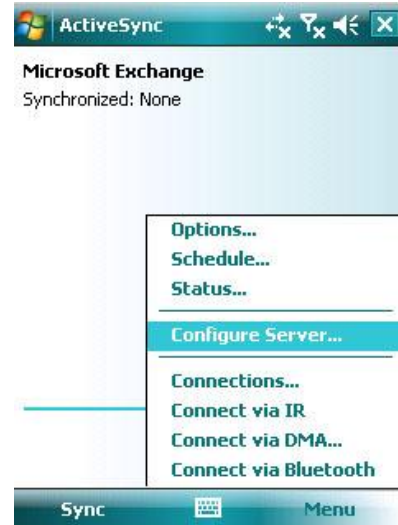 ActiveSync
Microsoft Exchange
Synchronized: None
Options...
Schedule...
Status...
Configure Server...
Connections...
Connect via IR
Connect via DMA...
Connect via Bluetooth
Sync
Menu